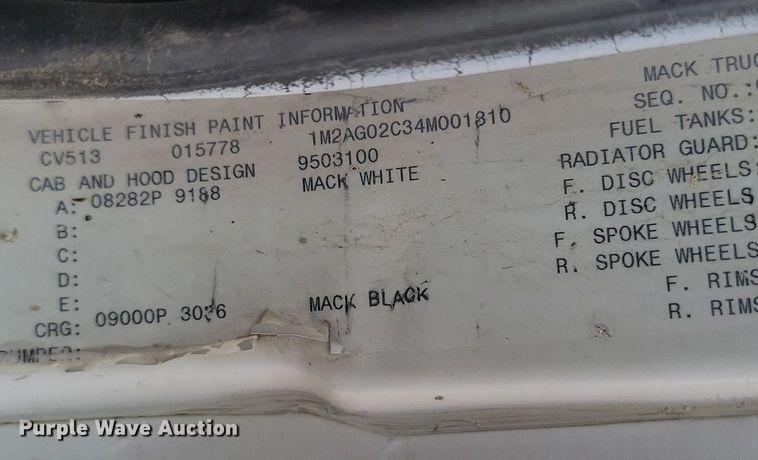 VEHICLE FINISH PAINT INFORMATION
CV513 015778 1M2AG02C34M001810
CAB AND HOOD DESIGN 9503100
A: 08282P 9188 MACK WHITE
B:
C:
D:
E:
CRG: 09000P 3036 MACK BLACK
BUMPER:
MACK
SEQ. NO.:
FUEL TANKS:
RADIATOR GUARD:
F. DISC WHEELS:
R. DISC WHEELS
F. SPOKE WHEELS
R. SPOKE WHEELS
F. RIMS
R. RIMS
Purple Wave Auction